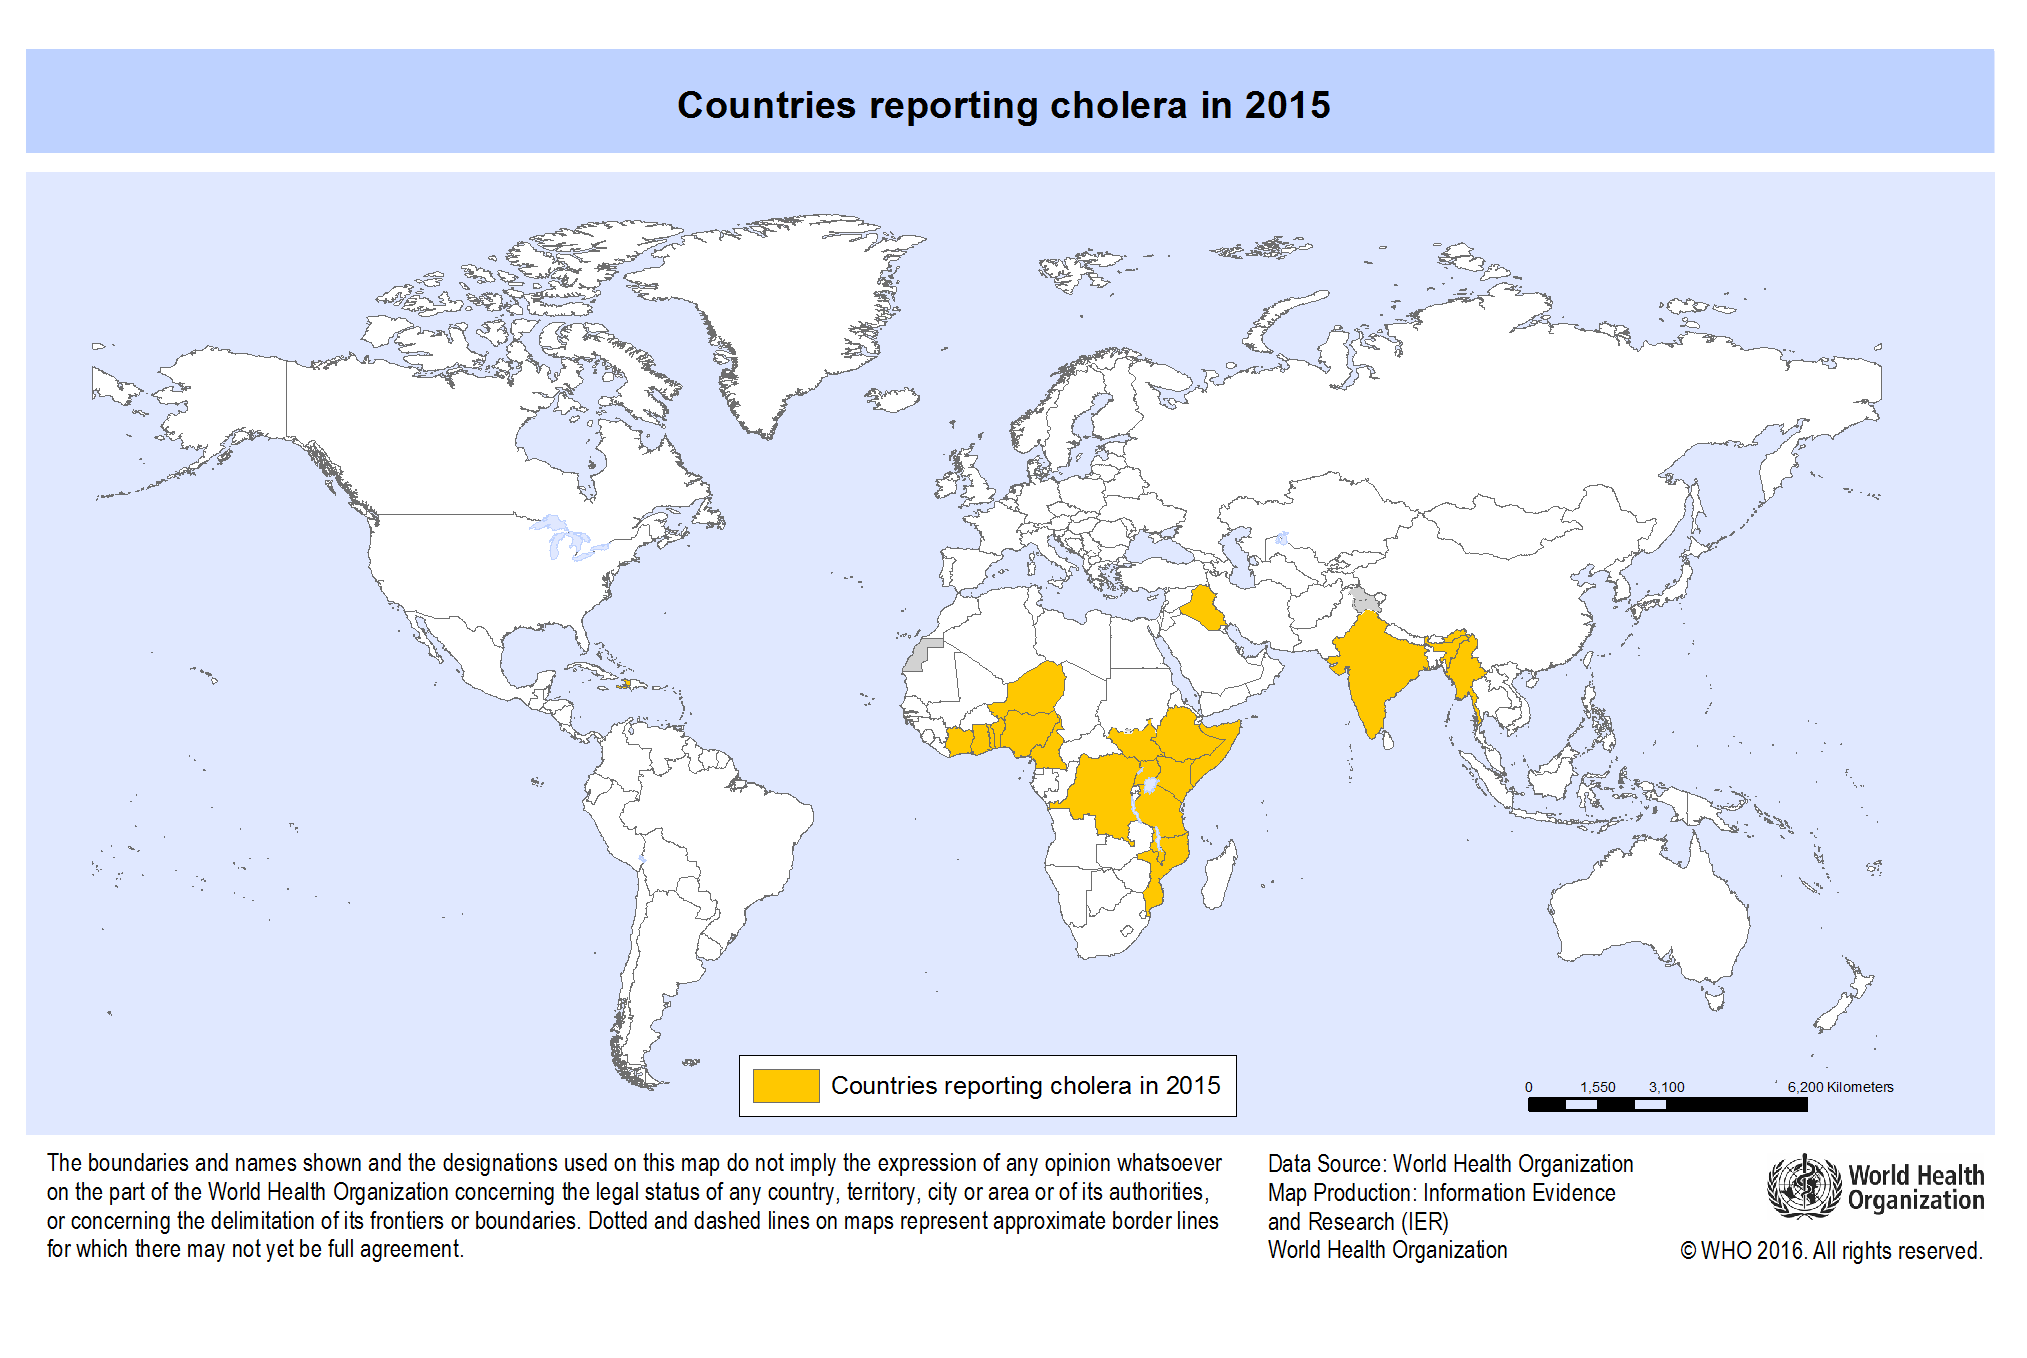 Countries reporting cholera in 2015
Countries reporting cholera in 2015
0 1,550 3,100 6,200 Kilometers
The boundaries and names shown and the designations used on this map do not imply the expression of any opinion whatsoever
on the part of the World Health Organization concerning the legal status of any country, territory, city or area or of its authorities,
or concerning the delimitation of its frontiers or boundaries. Dotted and dashed lines on maps represent approximate border lines
for which there may not yet be full agreement.
Data Source: World Health Organization
Map Production: Information Evidence
and Research (IER)
World Health Organization
World Health
Organization
© WHO 2016. All rights reserved.